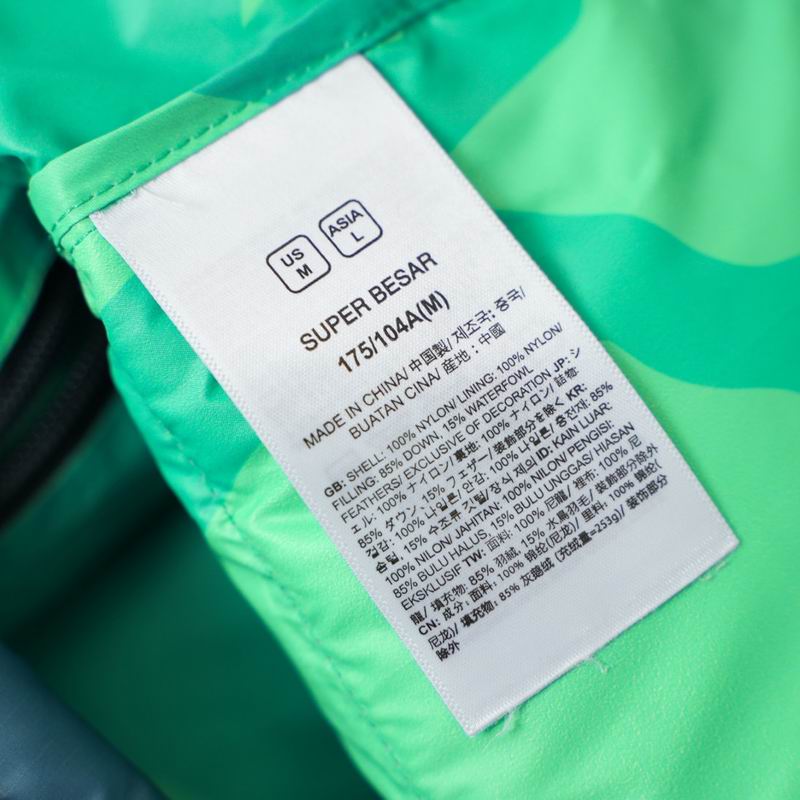 US
M
ASIA
L
SUPER BESAR
175/104A(M)
MADE IN CHINA/ 中国製/ 제조국: 중국/
BUATAN CINA/ 産地：中國
GB: SHELL: 100% NYLON/ LINING: 100% NYLON/
FILLING: 85% DOWN, 15% WATERFOWL
FEATHERS/ EXCLUSIVE OF DECORATION JP: シ
ェル: 100% ナイロン/ 裏地: 100% ナイロン/ 詰物:
85% ダウン, 15% フェザー/ 装飾部分を除く KR:
겉감: 100% 나일론/ 안감: 100% 나일론/ 충전재: 85%
솜털, 15% 수조류 깃털/ 장식 제외 ID: KAIN LUAR:
100% NILON/ JAHITAN: 100% NILON/ PENGISI:
85% BULU HALUS, 15% BULU UNGGAS/ HIASAN
EKSKLUSIF TW: 面料: 100% 尼龍/ 裡布: 100% 尼
龍/ 填充物: 85% 羽絨, 15% 水鳥羽毛/ 裝飾部分除外
CN: 成分: 面料: 100% 锦纶(尼龙)/ 里料: 100% 锦纶(
尼龙)/ 填充物: 85% 灰鸭绒 (充绒量=253g)/ 装饰部分
除外